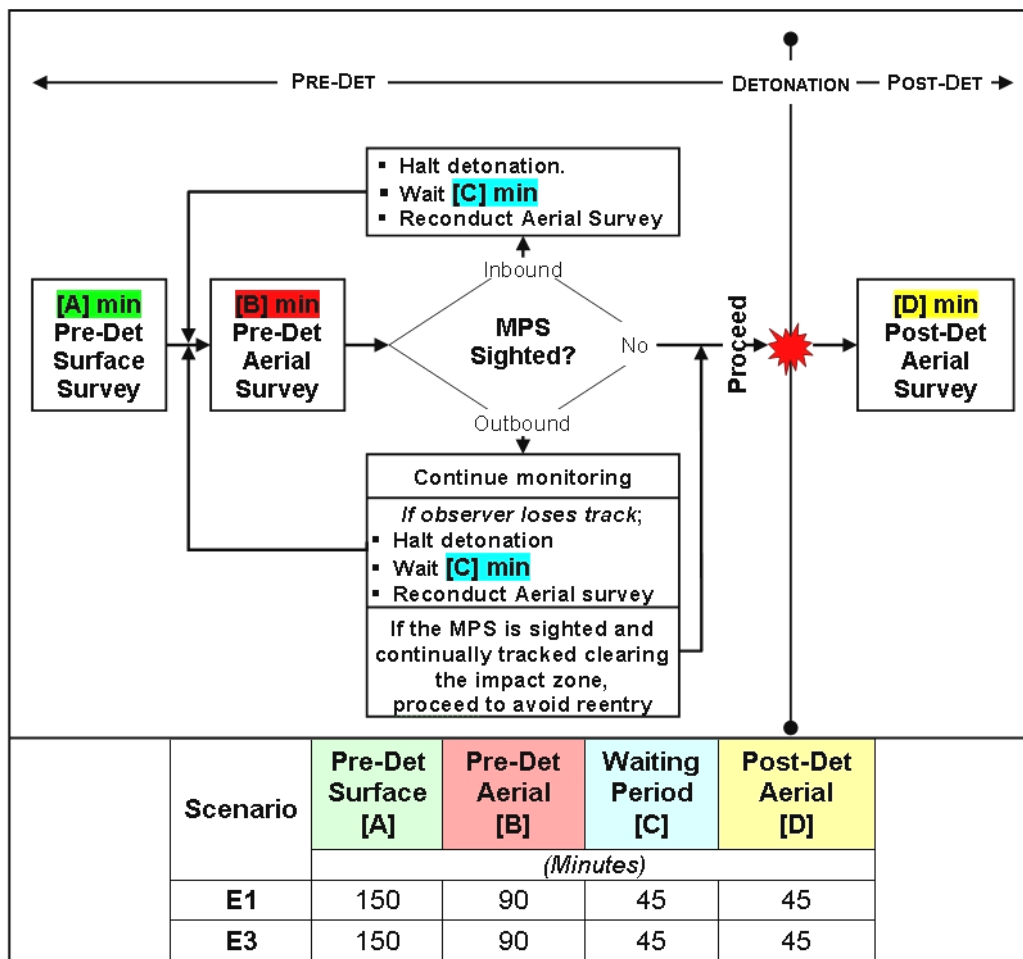 PRE-DET
DETONATION
POST-DET
▪ Halt detonation.
▪ Wait [C] min
▪ Reconduct Aerial Survey
Inbound
[A] min
Pre-Det
Surface
Survey
[B] min
Pre-Det
Aerial
Survey
MPS
Sighted?
No
Proceed
[D] min
Post-Det
Aerial
Survey
Outbound
Continue monitoring
If observer loses track;
▪ Halt detonation
▪ Wait [C] min
▪ Reconduct Aerial survey
If the MPS is sighted and
continually tracked clearing
the impact zone,
proceed to avoid reentry
Scenario
Pre-Det
Surface
[A]
Pre-Det
Aerial
[B]
Waiting
Period
[C]
Post-Det
Aerial
[D]
(Minutes)
E1 150 90 45 45
E3 150 90 45 45